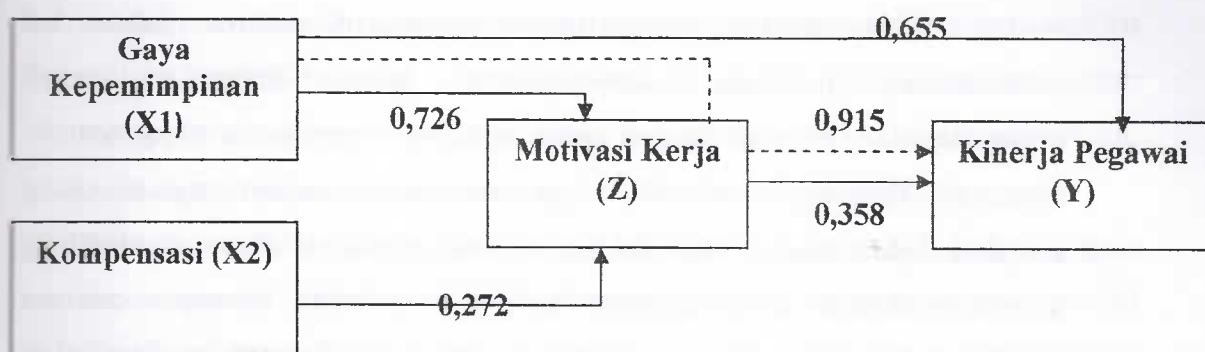 Gaya
Kepemimpinan
(X1)
0,655
0,726
0,915
Motivasi Kerja
(Z)
Kinerja Pegawai
(Y)
0,358
Kompensasi (X2)
0,272